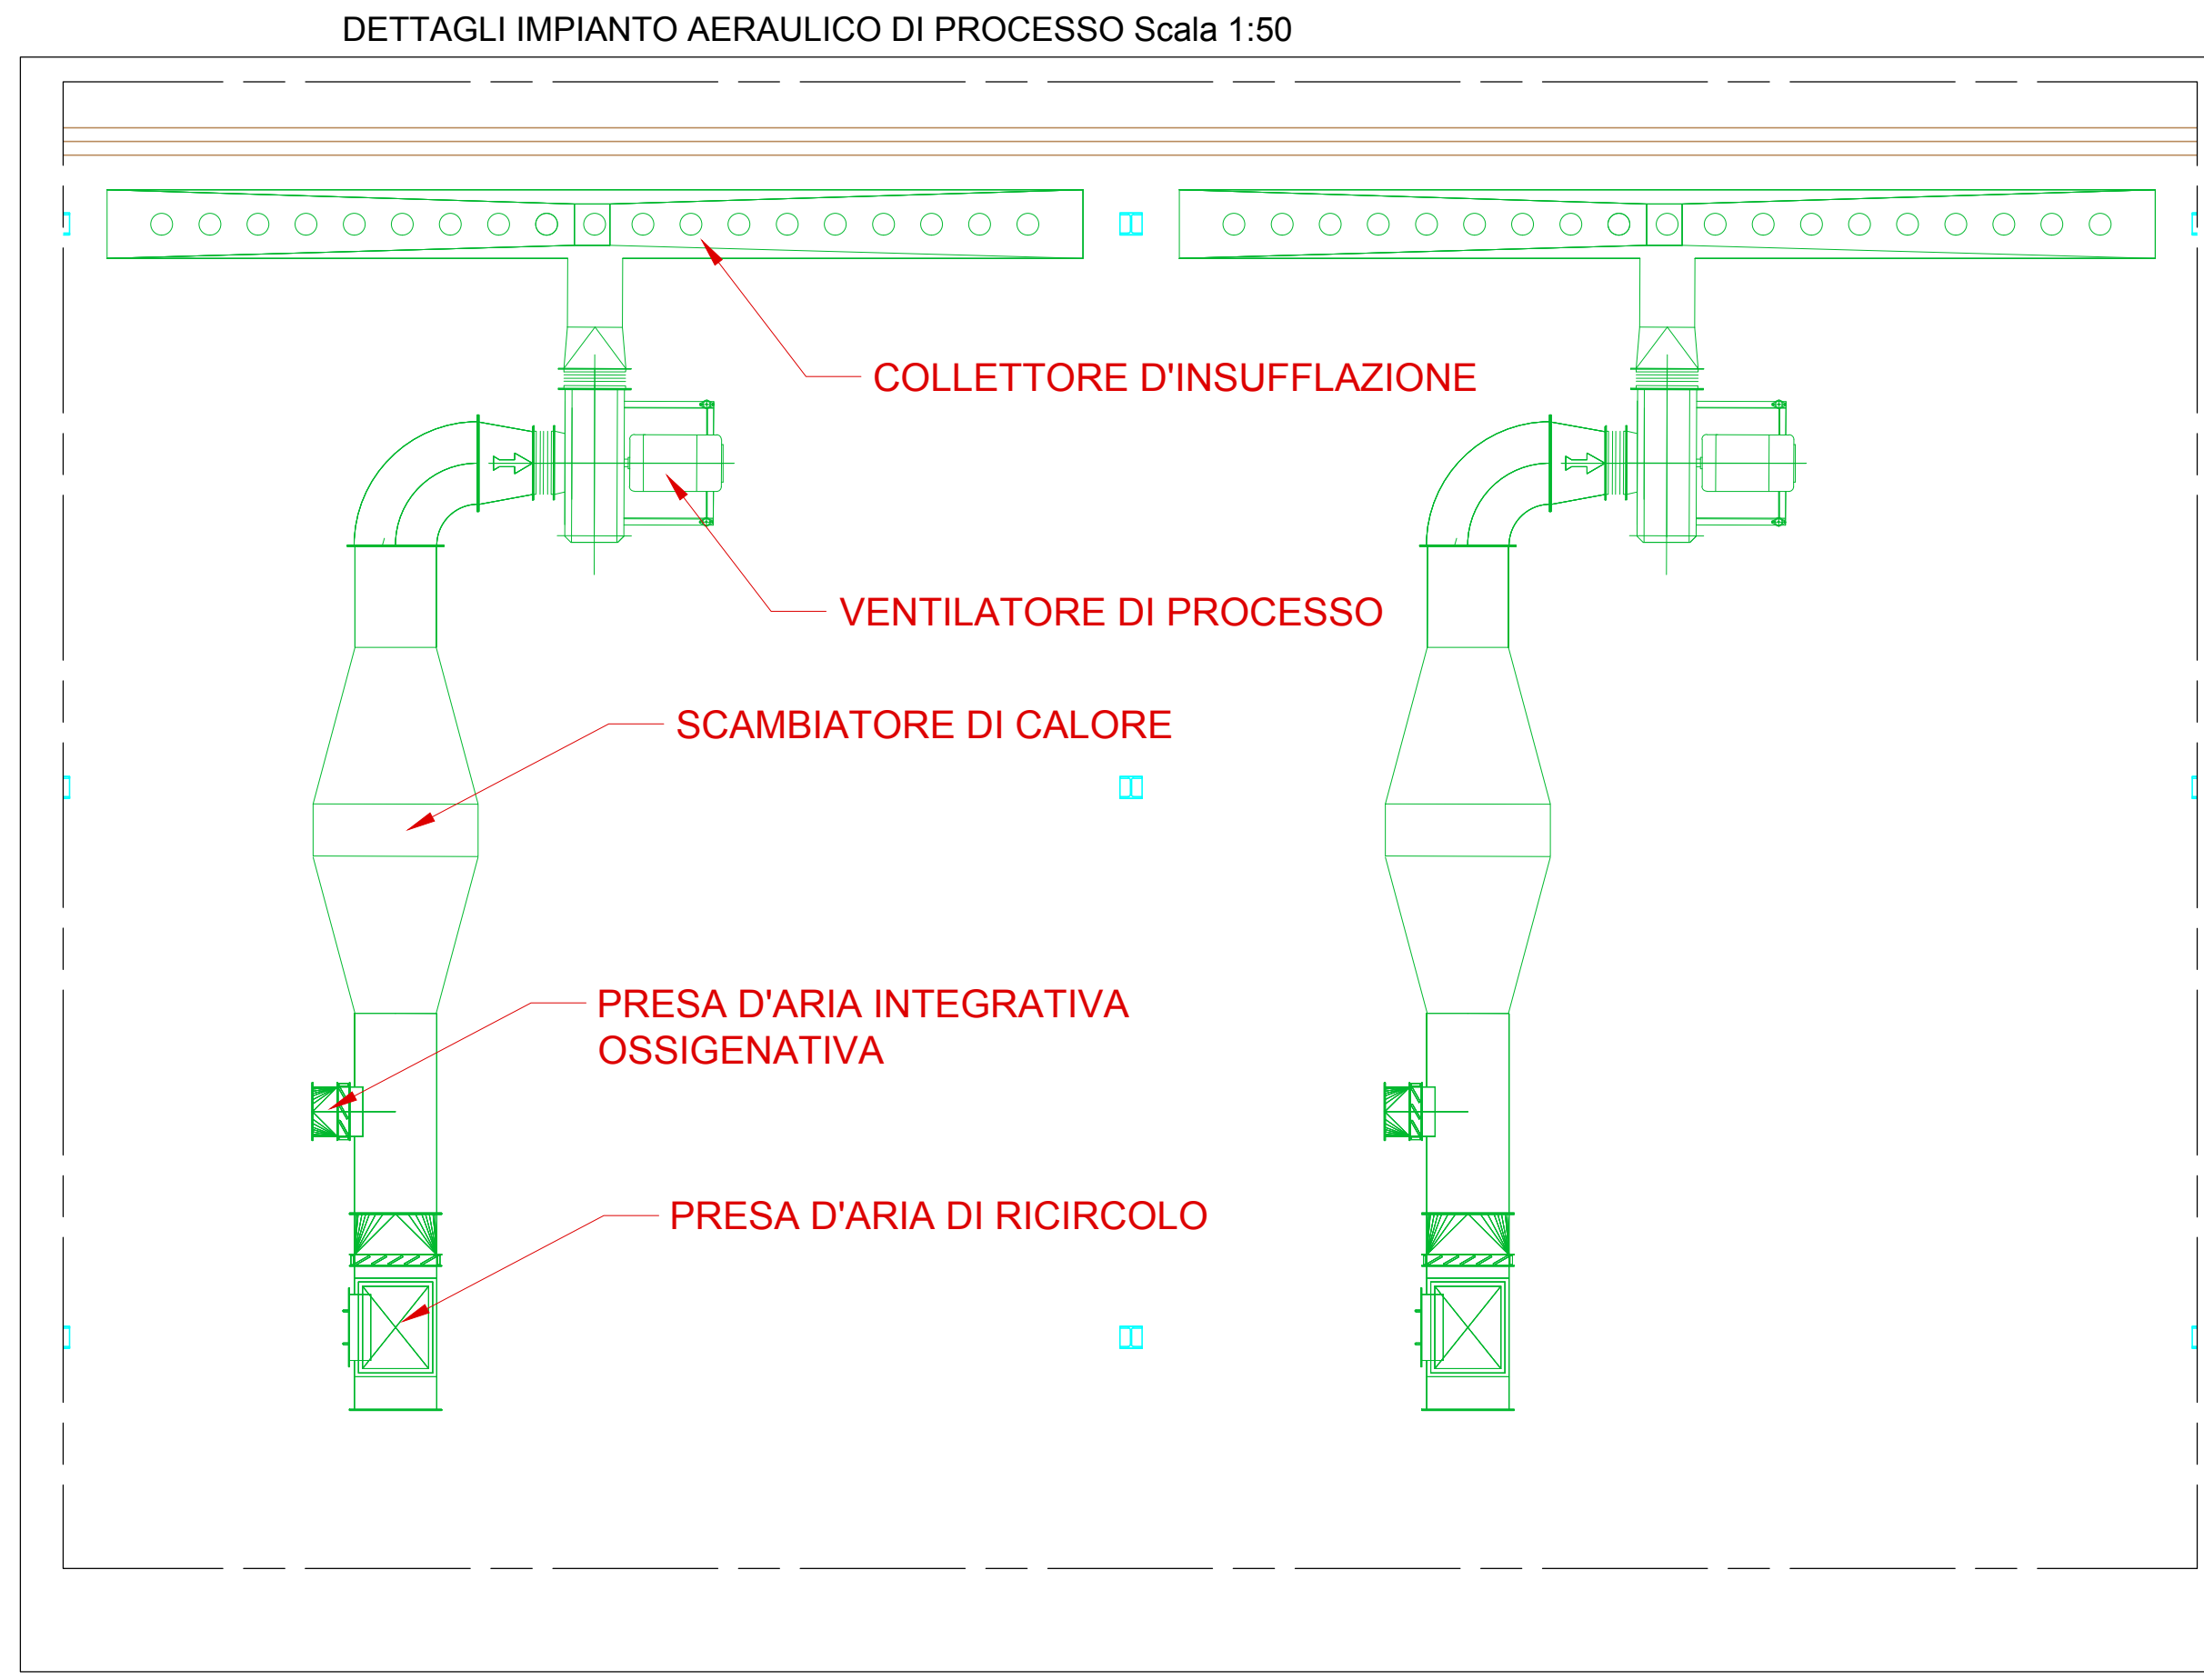 DETTAGLI IMPIANTO AERAULICO DI PROCESSO Scala 1:50
COLLETTORE D'INSUFFLAZIONE
VENTILATORE DI PROCESSO
SCAMBIATORE DI CALORE
PRESA D'ARIA INTEGRATIVA
OSSIGENATIVA
PRESA D'ARIA DI RICIRCOLO